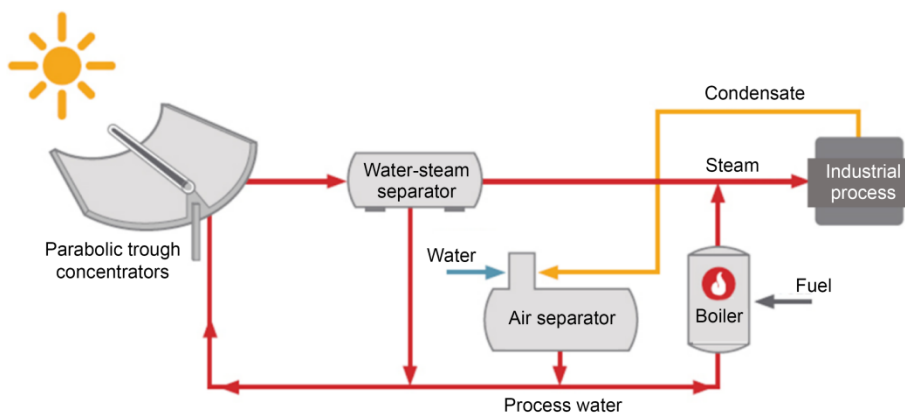 Condensate
Water-steam
separator
Steam
Industrial
process
Parabolic trough
concentrators
Water
Air separator
Boiler
Fuel
Process water